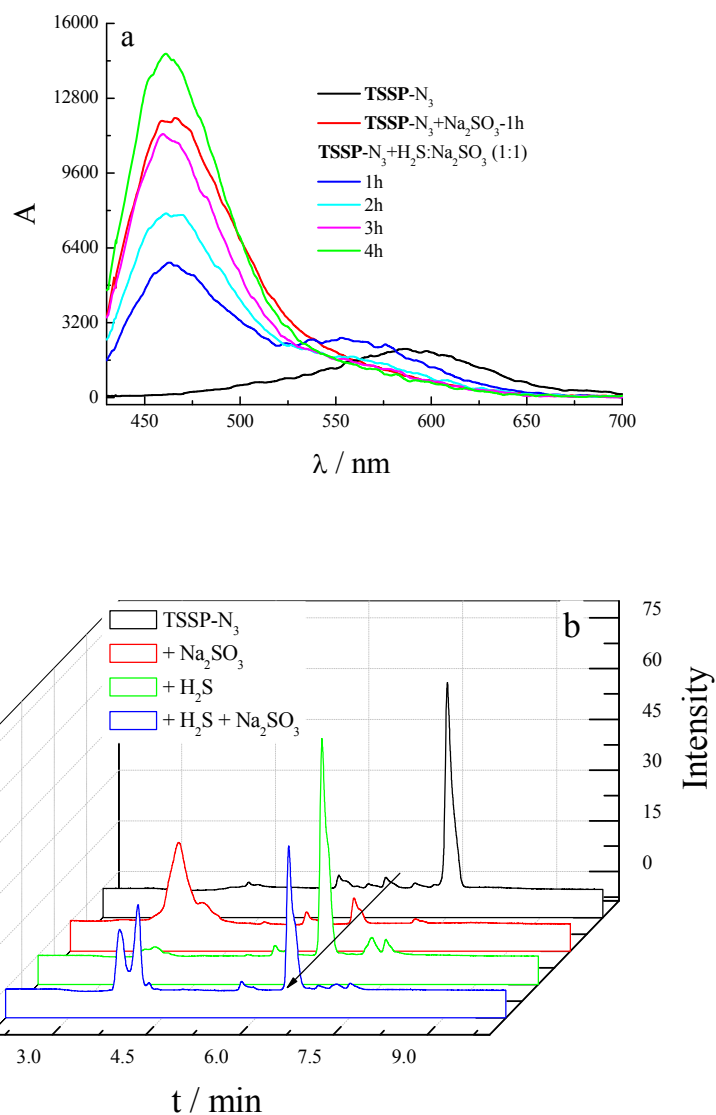 16000
a
12800
TSSP-N₃
TSSP-N₃+Na₂SO₃-1h
TSSP-N₃+H₂S:Na₂SO₃ (1:1)
9600
1h
A
2h
6400
3h
4h
3200
0
450 500 550 600 650 700
λ / nm
TSSP-N₃
b
75
+ Na₂SO₃
60
+ H₂S
45
+ H₂S + Na₂SO₃
30
Intensity
15
0
3.0 4.5 6.0 7.5 9.0
t / min